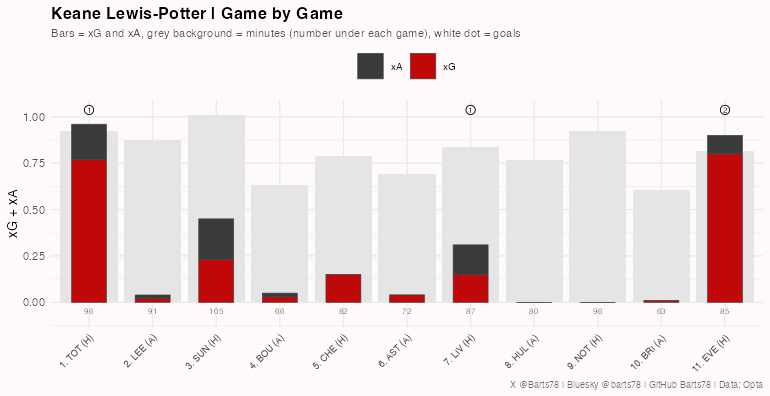 Keane Lewis-Potter | Game by Game
Bars = xG and xA, grey background = minutes (number under each game), white dot = goals
xA xG
1 1 2
xG + xA
1.00
0.75
0.50
0.25
0.00
96 91 105 66 82 72 87 80 96 63 85
1. TOT (H) 2. LEE (A) 3. SUN (H) 4. BOU (A) 5. CHE (H) 6. AST (A) 7. LIV (H) 8. HUL (A) 9. NOT (H) 10. BRI (A) 11. EVE (H)
X @Barts78 | Bluesky @barts78 | GitHub Barts78 | Data: Opta